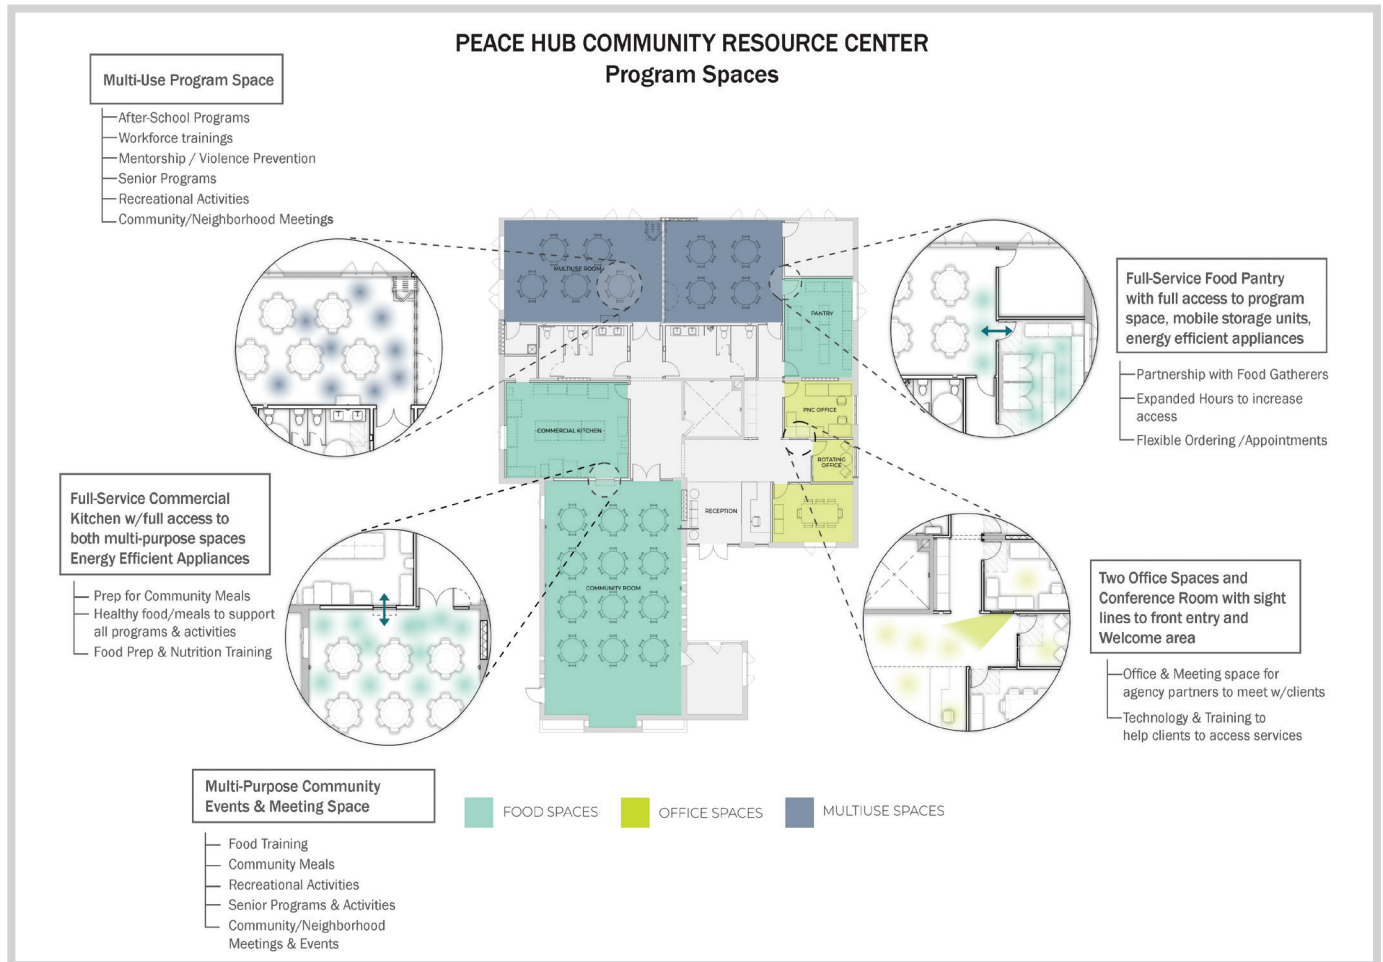 PEACE HUB COMMUNITY RESOURCE CENTER
Program Spaces
Multi-Use Program Space
After-School Programs
Workforce trainings
Mentorship / Violence Prevention
Senior Programs
Recreational Activities
Community/Neighborhood Meetings
MULTIUSE ROOM
PANTRY
PNC OFFICE
COMMERCIAL KITCHEN
ROTATING
OFFICE
RECEPTION
COMMUNITY ROOM
Full-Service Food Pantry
with full access to program
space, mobile storage units,
energy efficient appliances
Partnership with Food Gatherers
Expanded Hours to increase
access
Flexible Ordering /Appointments
Full-Service Commercial
Kitchen w/full access to
both multi-purpose spaces
Energy Efficient Appliances
Prep for Community Meals
Healthy food/meals to support
all programs & activities
Food Prep & Nutrition Training
Two Office Spaces and
Conference Room with sight
lines to front entry and
Welcome area
Office & Meeting space for
agency partners to meet w/clients
Technology & Training to
help clients to access services
Multi-Purpose Community
Events & Meeting Space
Food Training
Community Meals
Recreational Activities
Senior Programs & Activities
Community/Neighborhood
Meetings & Events
FOOD SPACES
OFFICE SPACES
MULTIUSE SPACES